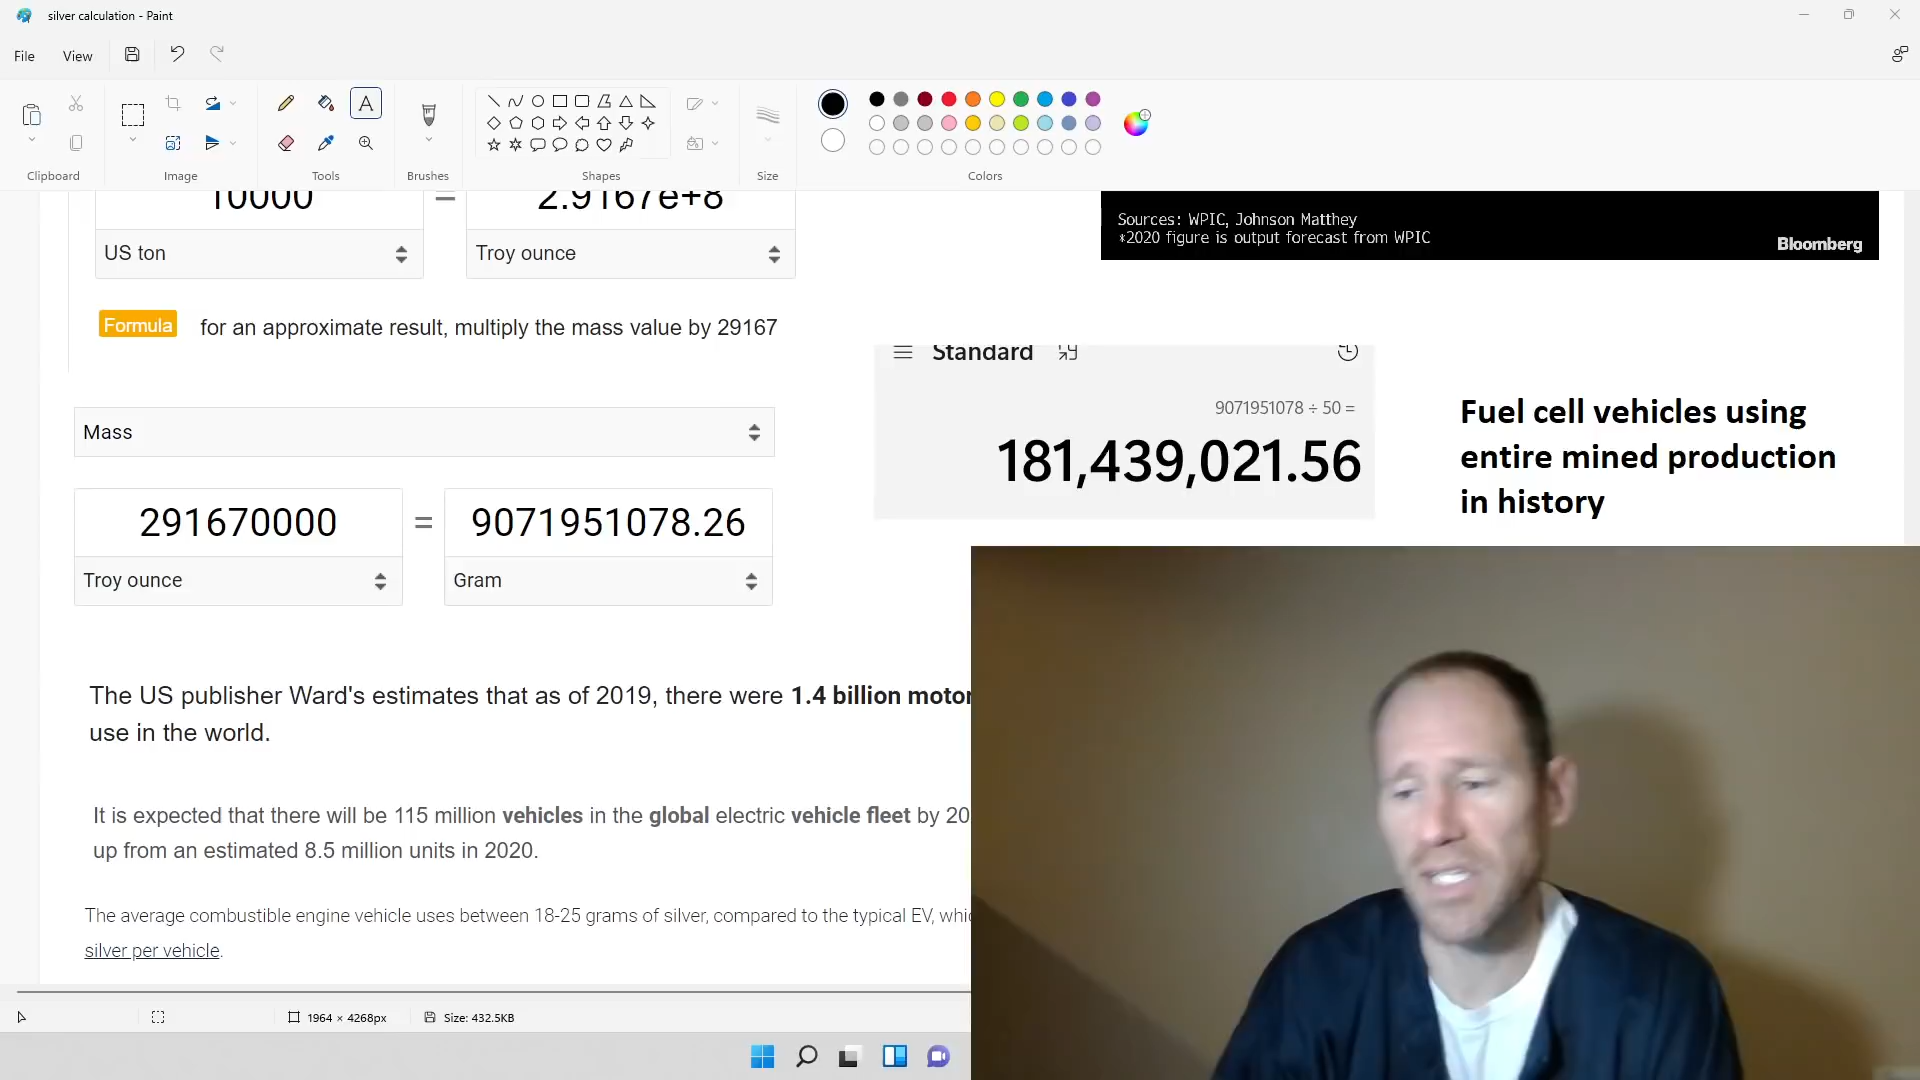 silver calculation - Paint
File
View
Clipboard
Image
Tools
Brushes
Shapes
Size
Colors
10000
=
2.9167e+8
US ton
Troy ounce
Formula
for an approximate result, multiply the mass value by 29167
Sources: WPIC, Johnson Matthey
*2020 figure is output forecast from WPIC
Bloomberg
Standard
9071951078 ÷ 50 =
181,439,021.56
Fuel cell vehicles using
entire mined production
in history
Mass
291670000
=
9071951078.26
Troy ounce
Gram
The US publisher Ward's estimates that as of 2019, there were 1.4 billion motor
use in the world.
It is expected that there will be 115 million vehicles in the global electric vehicle fleet by 20
up from an estimated 8.5 million units in 2020.
The average combustible engine vehicle uses between 18-25 grams of silver, compared to the typical EV,
silver per vehicle.
1964 × 4268px
Size: 432.5KB